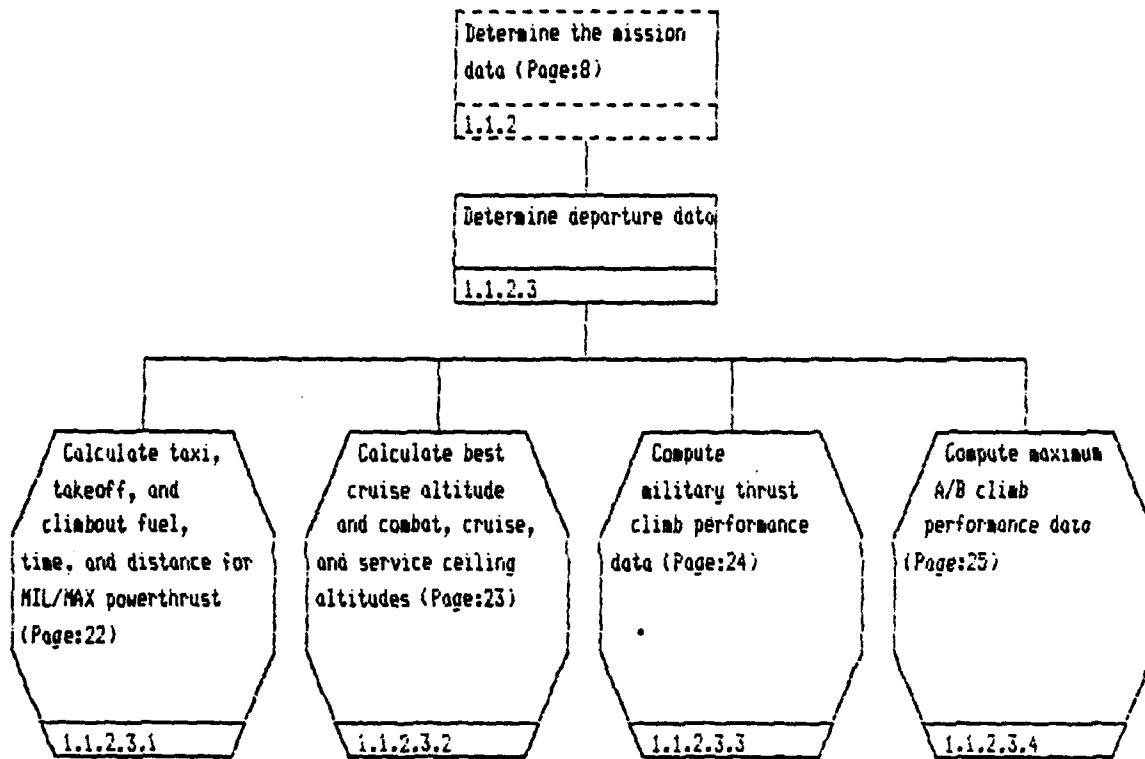 Determine the mission
data (Page:8)
1.1.2
Determine departure data
1.1.2.3
Calculate taxi,
takeoff, and
climbout fuel,
time, and distance for
MIL/MAX powerthrust
(Page:22)
1.1.2.3.1
Calculate best
cruise altitude
and combat, cruise,
and service ceiling
altitudes (Page:23)
1.1.2.3.2
Compute
military thrust
climb performance
data (Page:24)
1.1.2.3.3
Compute maximum
A/B climb
performance data
(Page:25)
1.1.2.3.4